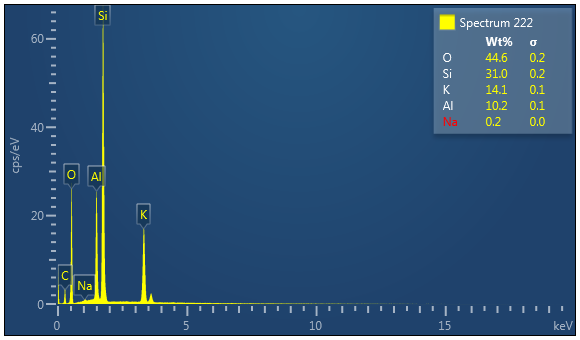 Spectrum 222
Wt% σ
O 44.6 0.2
Si 31.0 0.2
K 14.1 0.1
Al 10.2 0.1
Na 0.2 0.0
cps/eV
60
40
20
0
Si
O
Al
K
C
Na
0 5 10 15 keV